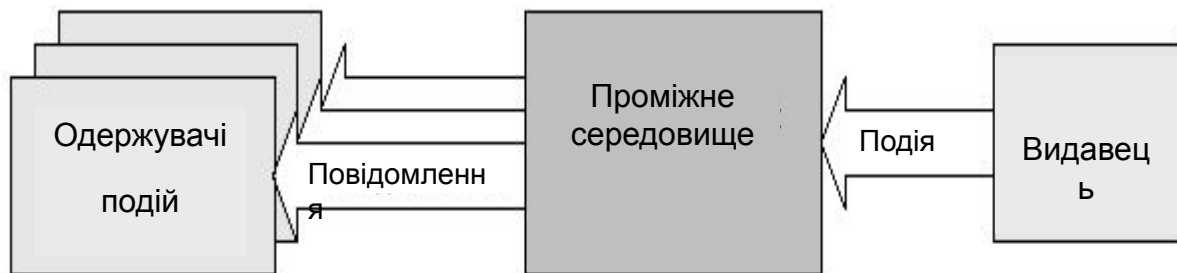 Одержувачі
подій
Повідомленн
я
Проміжне
середовище
Подія
Видавец
ь